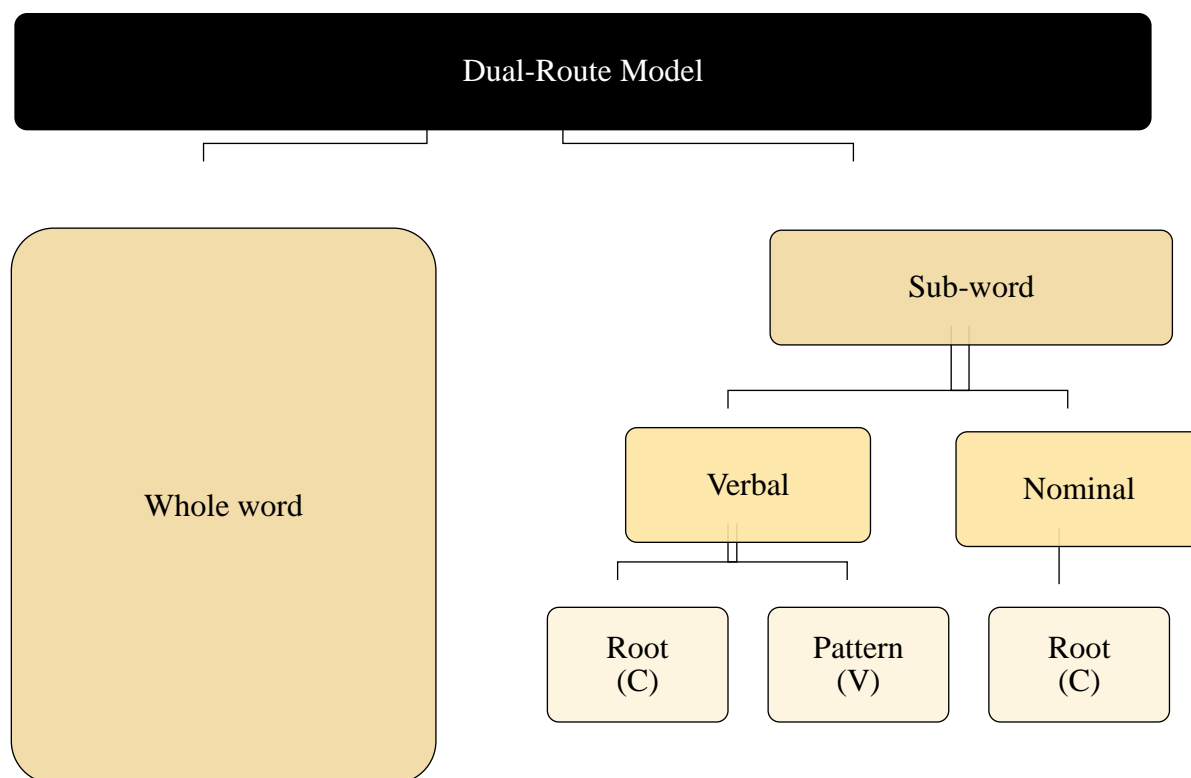 Dual-Route Model
Whole word
Sub-word
Verbal
Nominal
Root
(C)
Pattern
(V)
Root
(C)